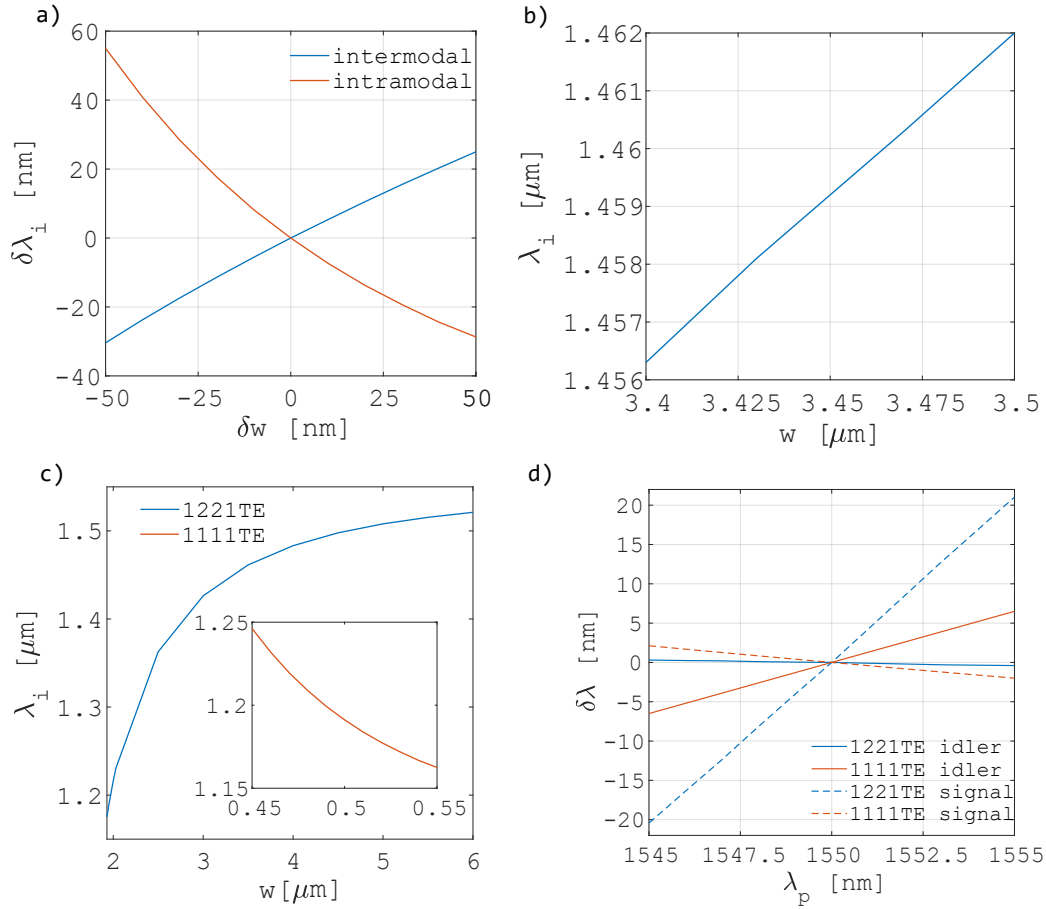 a)
60
40
20
0
-20
-40
-50
-25
0
25
50
δλi [nm]
δw [nm]
intermodal
intramodal
b)
1.462
1.461
1.46
1.459
1.458
1.457
1.456
3.4
3.425
3.45
3.475
3.5
λi [μm]
w [μm]
c)
1.5
1.4
1.3
1.2
2
3
4
5
6
λi [μm]
w[μm]
1221TE
1111TE
1.25
1.2
1.15
0.45
0.5
0.55
d)
20
15
10
5
0
-5
-10
-15
-20
1545
1547.5
1550
1552.5
1555
δλ [nm]
λp [nm]
1221TE idler
1111TE idler
1221TE signal
1111TE signal